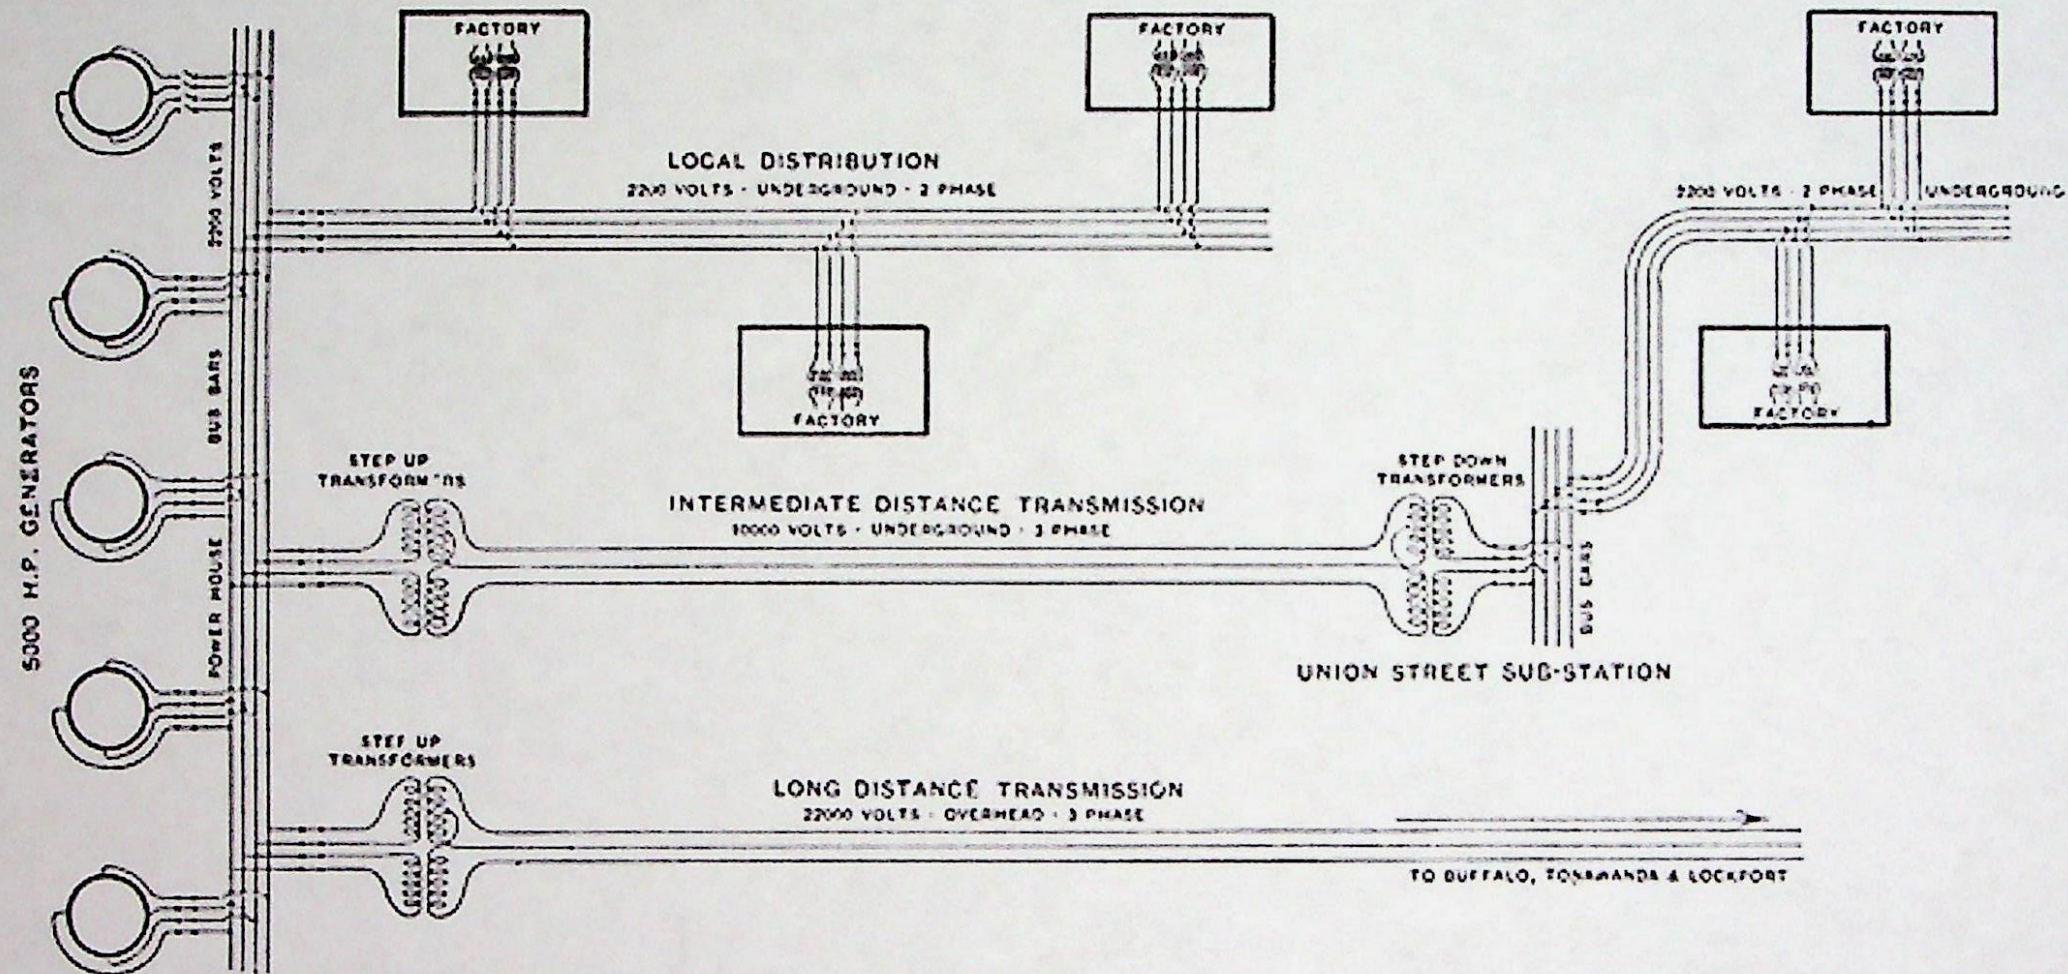 FACTORY
FACTORY
FACTORY
LOCAL DISTRIBUTION
2200 VOLTS - UNDERGROUND - 2 PHASE
2200 VOLTS - 2 PHASE UNDERGROUND
5000 H.P. GENERATORS
POWER HOUSE BUS BARS 2200 VOLTS
FACTORY
FACTORY
STEP UP
TRANSFORMERS
INTERMEDIATE DISTANCE TRANSMISSION
VOLTS - UNDERGROUND - 3 PHASE
STEP DOWN
TRANSFORMERS
BUS BARS
UNION STREET SUB-STATION
STEP UP
TRANSFORMERS
LONG DISTANCE TRANSMISSION
22000 VOLTS - OVERHEAD - 3 PHASE
TO BUFFALO, TONAWANDA & LOCKPORT